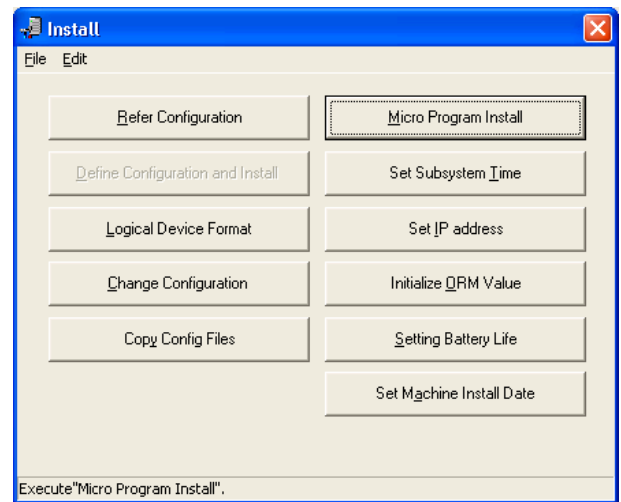 Install
File Edit
Refer Configuration
Micro Program Install
Define Configuration and Install
Set Subsystem Time
Logical Device Format
Set IP address
Change Configuration
Initialize ORM Value
Copy Config Files
Setting Battery Life
Set Machine Install Date
Execute"Micro Program Install".